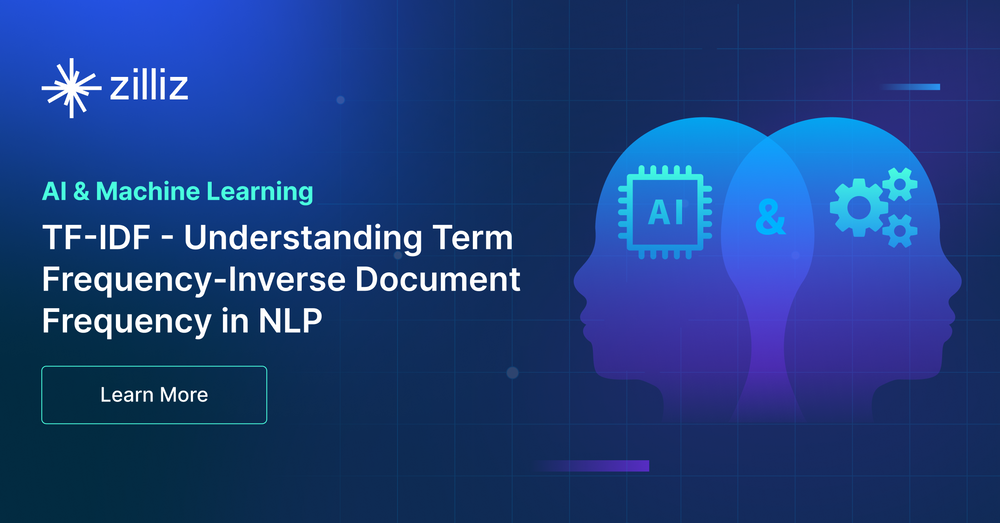 zilliz
AI & Machine Learning
TF-IDF - Understanding Term
Frequency-Inverse Document
Frequency in NLP
Learn More
AI
&